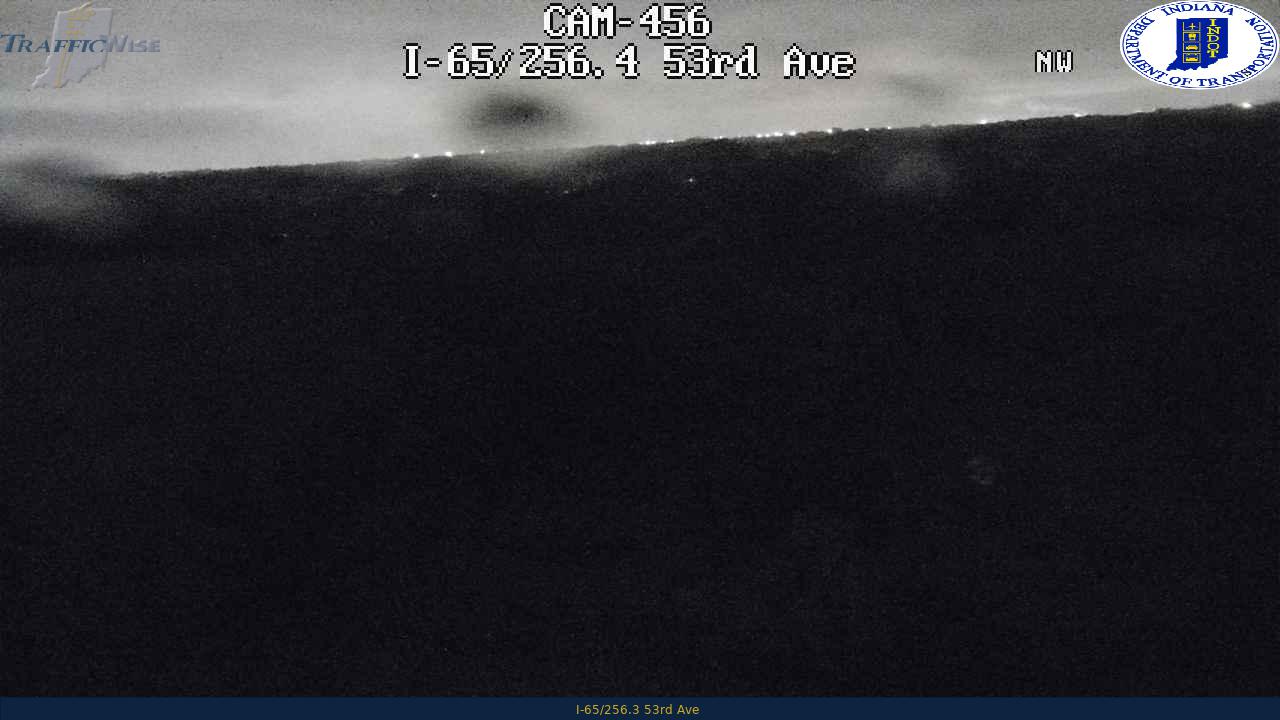 CAM-456
I-65/256.4 53rd Ave
NW
TRAFFICWISE
INDIANA
DEPARTMENT OF TRANSPORTATION
INDOT
I-65/256.3 53rd Ave